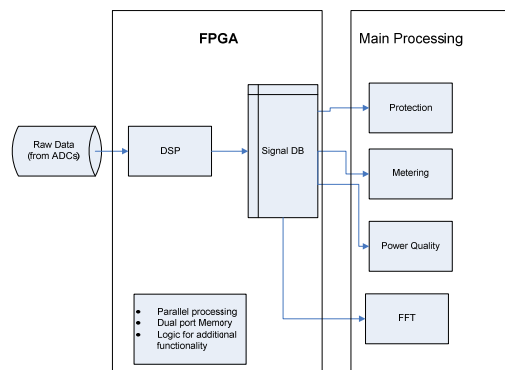 FPGA
Main Processing
Raw Data
(from ADCs)
DSP
Signal DB
Protection
Metering
Power Quality
FFT
• Parallel processing
• Dual port Memory
• Logic for additional
functionality